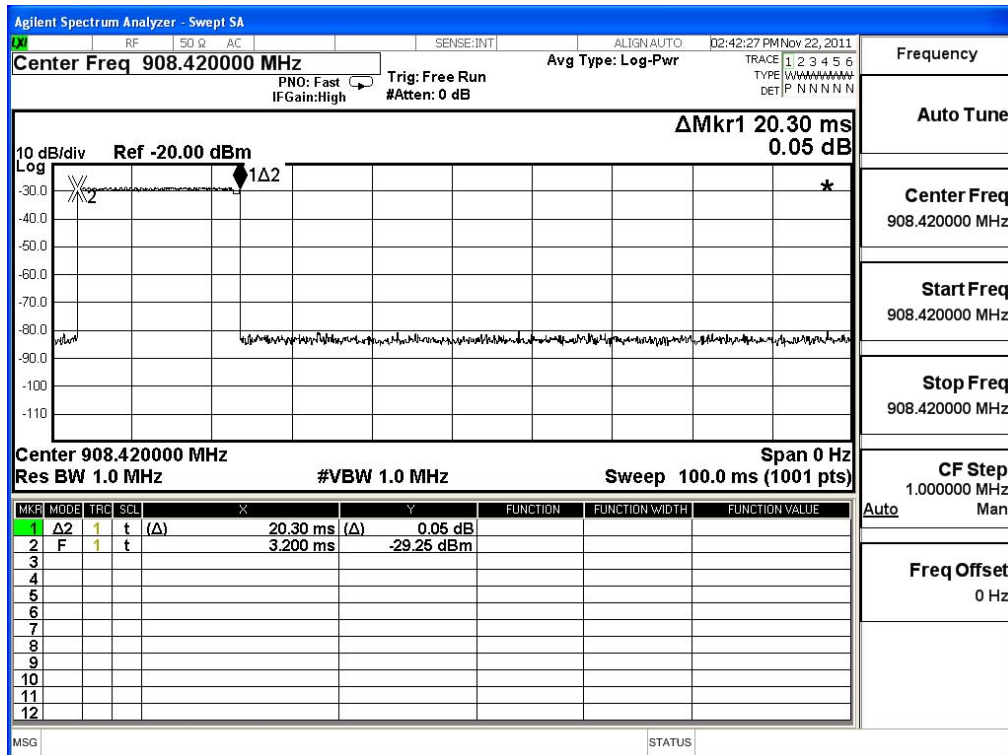 Agilent Spectrum Analyzer - Swept SA
LXI RF 50 Ω AC SENSE:INT ALIGN AUTO 02:42:27 PM Nov 22, 2011
Center Freq 908.420000 MHz
Avg Type: Log-Pwr
TRACE 1 2 3 4 5 6
TYPE
DET P N N N N N
PNO: Fast
IFGain:High
Trig: Free Run
#Atten: 0 dB
ΔMkr1 20.30 ms
0.05 dB
10 dB/div Ref -20.00 dBm
Log
1Δ2
2
*
-30.0
-40.0
-50.0
-60.0
-70.0
-80.0
-90.0
-100
-110
Center 908.420000 MHz Span 0 Hz
Res BW 1.0 MHz #VBW 1.0 MHz Sweep 100.0 ms (1001 pts)
MKR MODE TRC SCL X Y FUNCTION FUNCTION WIDTH FUNCTION VALUE
1 Δ2 1 t (Δ) 20.30 ms (Δ) 0.05 dB
2 F 1 t 3.200 ms -29.25 dBm
3
4
5
6
7
8
9
10
11
12
MSG STATUS
Frequency
Auto Tune
Center Freq
908.420000 MHz
Start Freq
908.420000 MHz
Stop Freq
908.420000 MHz
CF Step
1.000000 MHz
Auto Man
Freq Offset
0 Hz